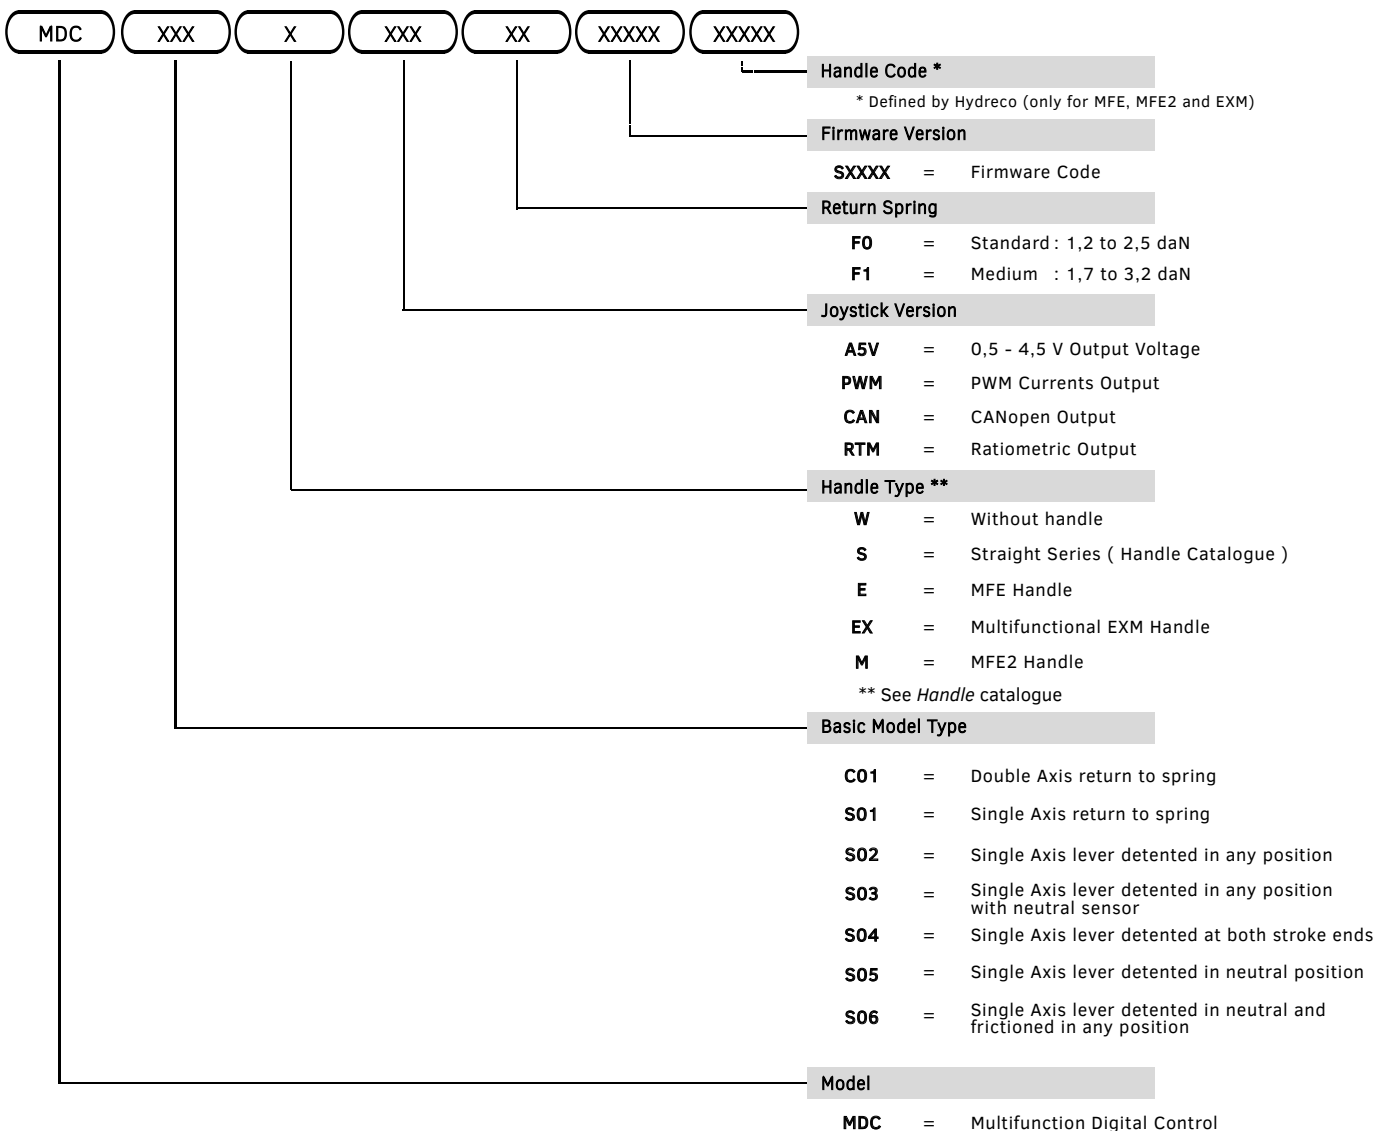 MDC XXX X XXX XX XXXXX XXXXX
Handle Code *
* Defined by Hydreco (only for MFE, MFE2 and EXM)
Firmware Version
SXXXX = Firmware Code
Return Spring
F0 = Standard : 1,2 to 2,5 daN
F1 = Medium : 1,7 to 3,2 daN
Joystick Version
A5V = 0,5 - 4,5 V Output Voltage
PWM = PWM Currents Output
CAN = CANopen Output
RTM = Ratiometric Output
Handle Type **
W = Without handle
S = Straight Series ( Handle Catalogue )
E = MFE Handle
EX = Multifunctional EXM Handle
M = MFE2 Handle
** See Handle catalogue
Basic Model Type
C01 = Double Axis return to spring
S01 = Single Axis return to spring
S02 = Single Axis lever detented in any position
S03 = Single Axis lever detented in any position
with neutral sensor
S04 = Single Axis lever detented at both stroke ends
S05 = Single Axis lever detented in neutral position
S06 = Single Axis lever detented in neutral and
frictioned in any position
Model
MDC = Multifunction Digital Control